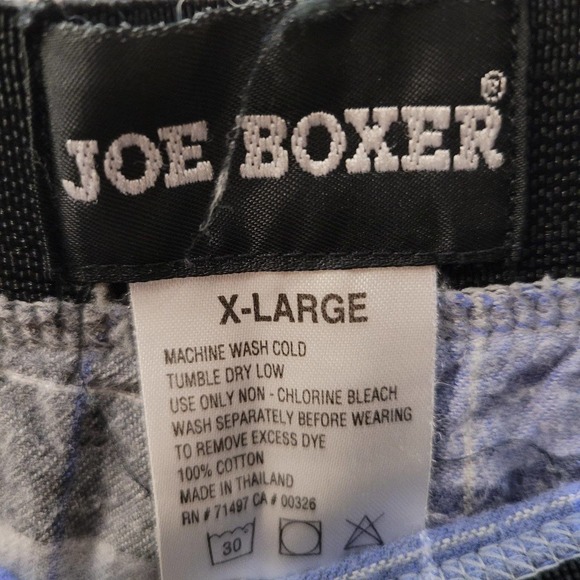 JOE BOXER®
X-LARGE
MACHINE WASH COLD
TUMBLE DRY LOW
USE ONLY NON - CHLORINE BLEACH
WASH SEPARATELY BEFORE WEARING
TO REMOVE EXCESS DYE
100% COTTON
MADE IN THAILAND
RN # 71497 CA # 00326
30